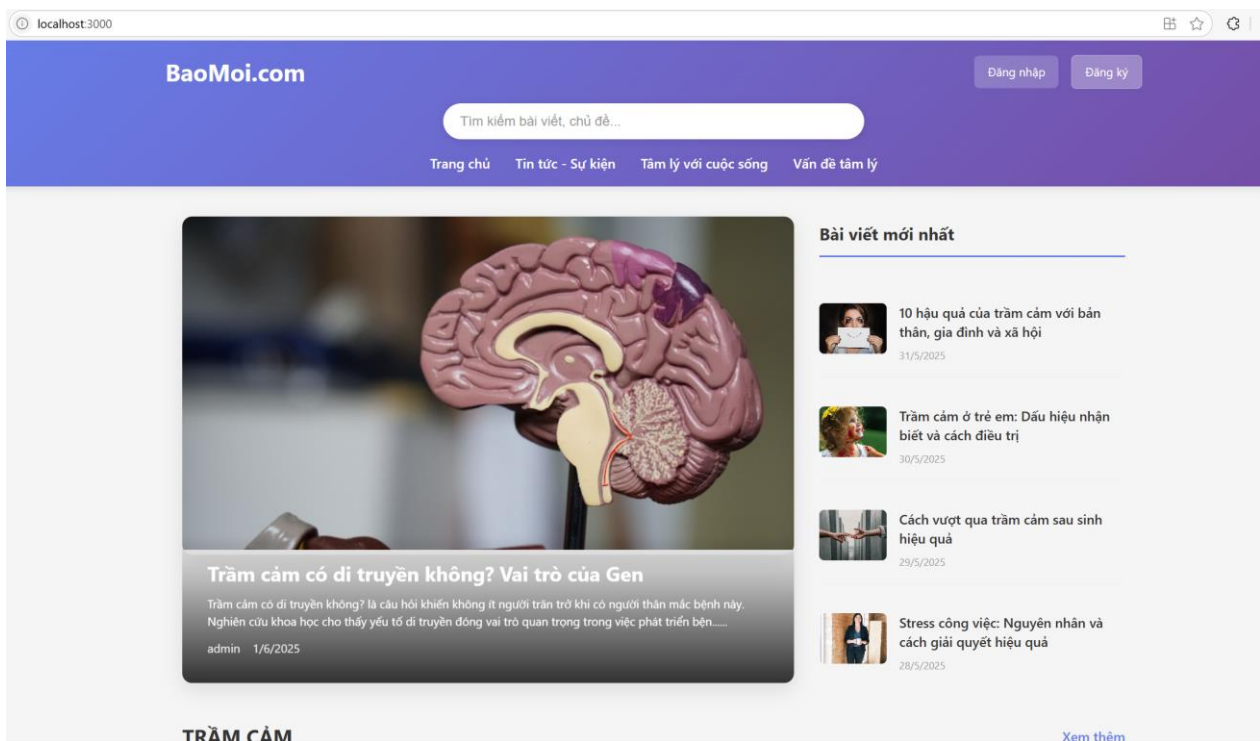 localhost:3000
BaoMoi.com
Đăng nhập
Đăng ký
Tìm kiếm bài viết, chủ đề...
Trang chủ
Tin tức - Sự kiện
Tâm lý với cuộc sống
Vấn đề tâm lý
Trầm cảm có di truyền không? Vai trò của Gen
Trầm cảm có di truyền không? là câu hỏi khiến không ít người trăn trở khi có người thân mắc bệnh này.
Nghiên cứu khoa học cho thấy yếu tố di truyền đóng vai trò quan trọng trong việc phát triển bện......
admin 1/6/2025
Bài viết mới nhất
10 hậu quả của trầm cảm với bản
thân, gia đình và xã hội
31/5/2025
Trầm cảm ở trẻ em: Dấu hiệu nhận
biết và cách điều trị
30/5/2025
Cách vượt qua trầm cảm sau sinh
hiệu quả
29/5/2025
Stress công việc: Nguyên nhân và
cách giải quyết hiệu quả
28/5/2025
TRẦM CẢM
Xem thêm